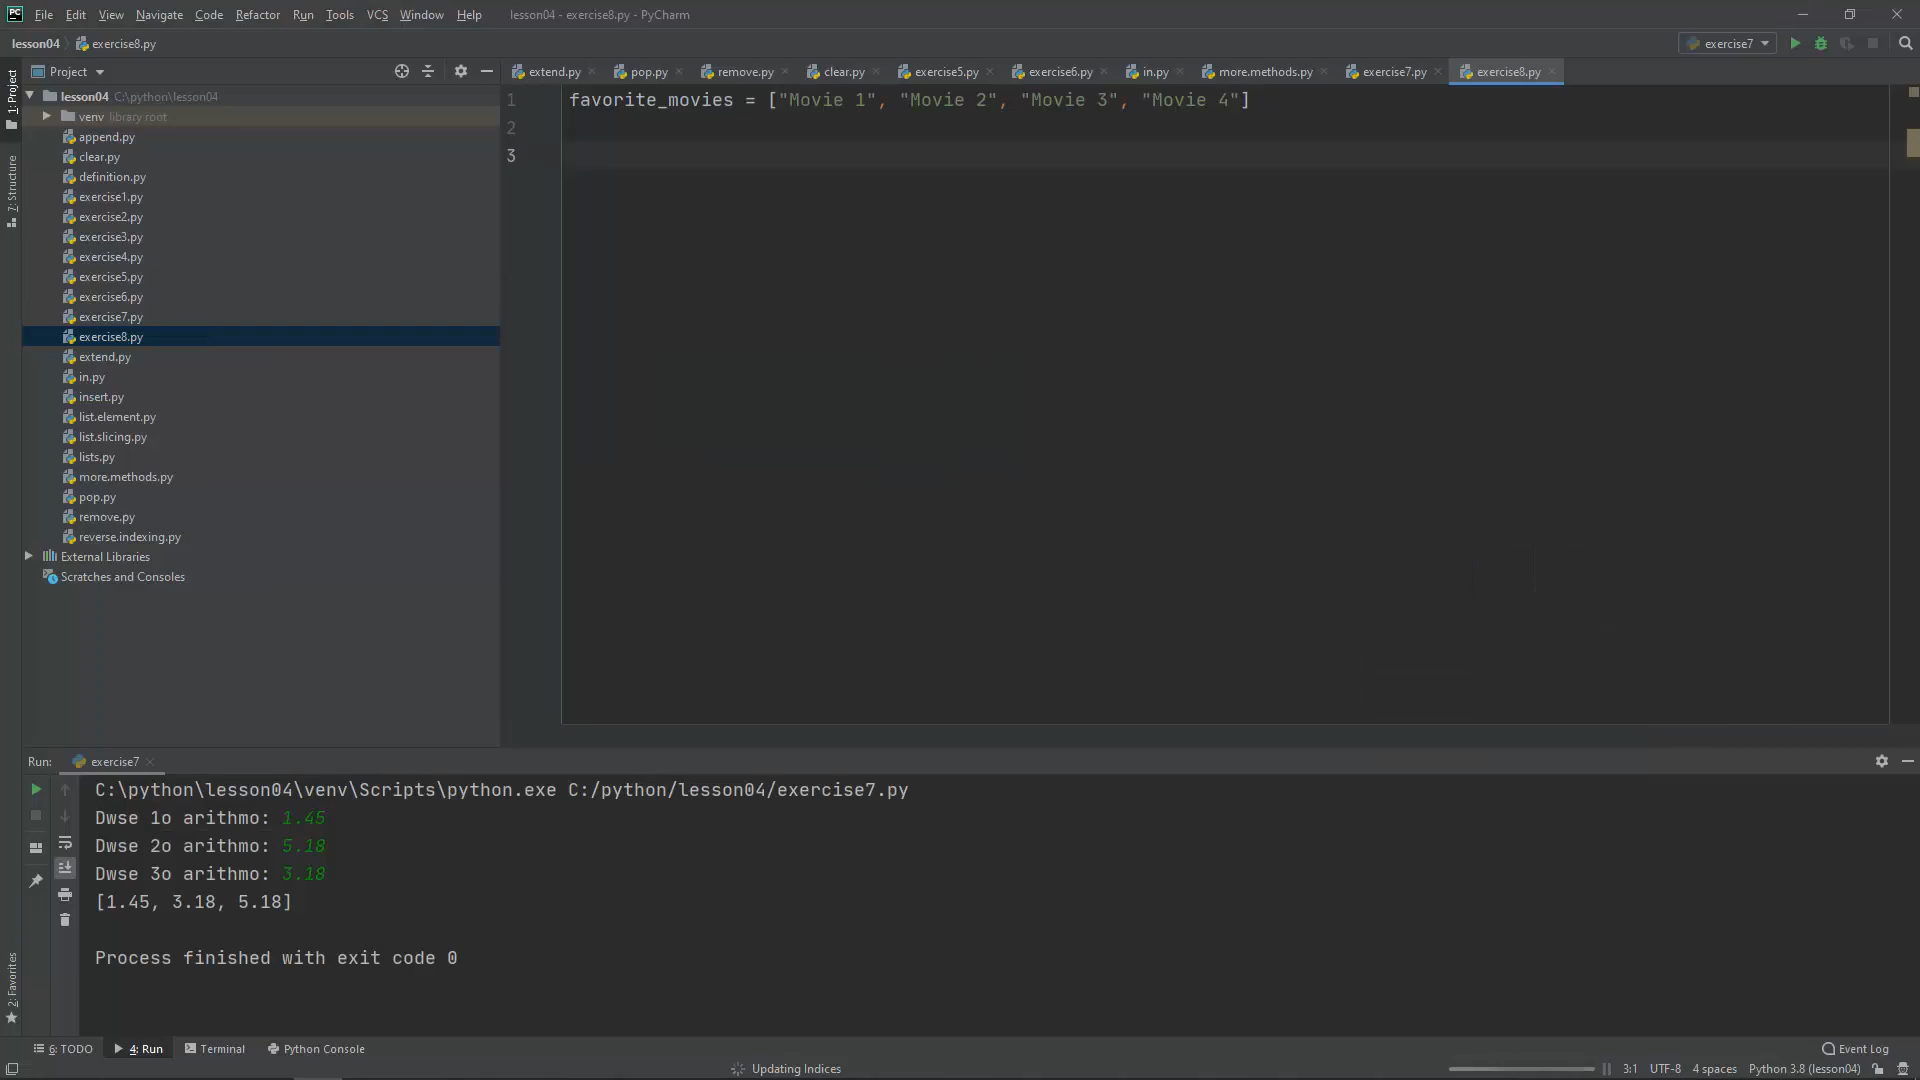 PC File Edit View Navigate Code Refactor Run Tools VCS Window Help lesson04 - exercise8.py - PyCharm
lesson04 exercise8.py exercise7
Project extend.py pop.py remove.py clear.py exercise5.py exercise6.py in.py more.methods.py exercise7.py exercise8.py
1: Project
7: Structure
2: Favorites
lesson04 C:\python\lesson04
venv library root
append.py
clear.py
definition.py
exercise1.py
exercise2.py
exercise3.py
exercise4.py
exercise5.py
exercise6.py
exercise7.py
exercise8.py
extend.py
in.py
insert.py
list.element.py
list.slicing.py
lists.py
more.methods.py
pop.py
remove.py
reverse.indexing.py
External Libraries
Scratches and Consoles
1 favorite_movies = ["Movie 1", "Movie 2", "Movie 3", "Movie 4"]
2
3
Run: exercise7
C:\python\lesson04\venv\Scripts\python.exe C:/python/lesson04/exercise7.py
Dwse 1o arithmo: 1.45
Dwse 2o arithmo: 5.18
Dwse 3o arithmo: 3.18
[1.45, 3.18, 5.18]
Process finished with exit code 0
6: TODO 4: Run Terminal Python Console Event Log
Updating Indices 3:1 UTF-8 4 spaces Python 3.8 (lesson04)